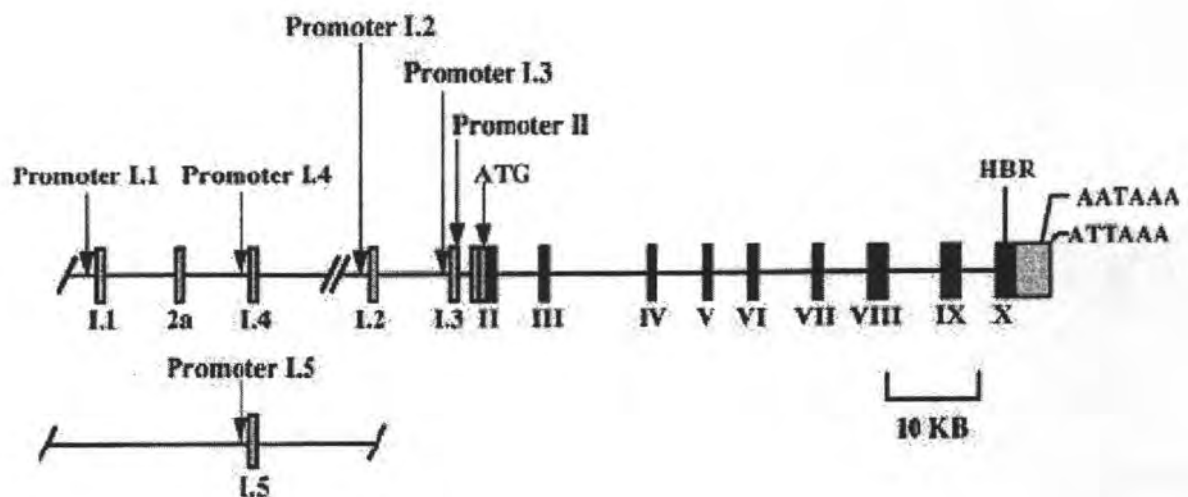 Promoter I.2
Promoter I.3
Promoter II
Promoter I.1 Promoter I.4 ATG HBR AATAAA
ATTAAA
I.1 2a I.4 I.2 I.3 II III IV V VI VII VIII IX X
Promoter I.5
10 KB
I.5